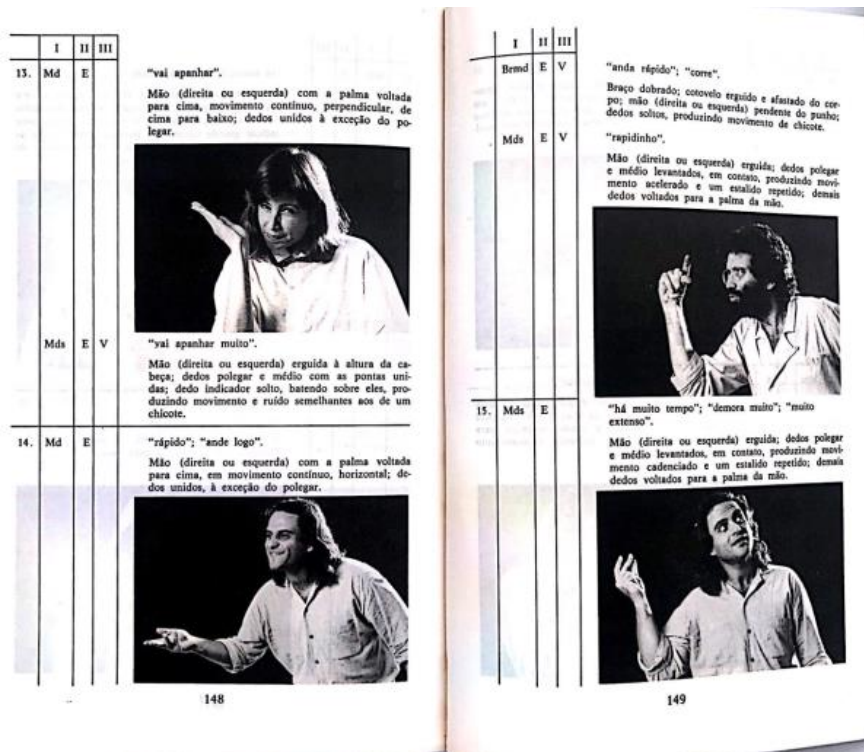 I II III
13. Md E "vai apanhar".
Mão (direita ou esquerda) com a palma voltada
para cima, movimento contínuo, perpendicular, de
cima para baixo; dedos unidos à exceção do po-
legar.
Mds E V "vai apanhar muito".
Mão (direita ou esquerda) erguida à altura da ca-
beça; dedos polegar e médio com as pontas uni-
das; dedo indicador solto, batendo sobre eles, pro-
duzindo movimento e ruído semelhantes aos de um
chicote.
14. Md E "rápido"; "ande logo".
Mão (direita ou esquerda) com a palma voltada
para cima, em movimento contínuo, horizontal; de-
dos unidos, à exceção do polegar.
148
I II III
Brmd E V "anda rápido"; "corre".
Braço dobrado; cotovelo erguido e afastado do cor-
po; mão (direita ou esquerda) pendente do punho;
dedos soltos, produzindo movimento de chicote.
Mds E V "rapidinho".
Mão (direita ou esquerda) erguida; dedos polegar
e médio levantados, em contato, produzindo movi-
mento acelerado e um estalido repetido; demais
dedos voltados para a palma da mão.
15. Mds E "há muito tempo"; "demora muito"; "muito
extenso".
Mão (direita ou esquerda) erguida; dedos polegar
e médio levantados, em contato, produzindo movi-
mento cadenciado e um estalido repetido; demais
dedos voltados para a palma da mão.
149